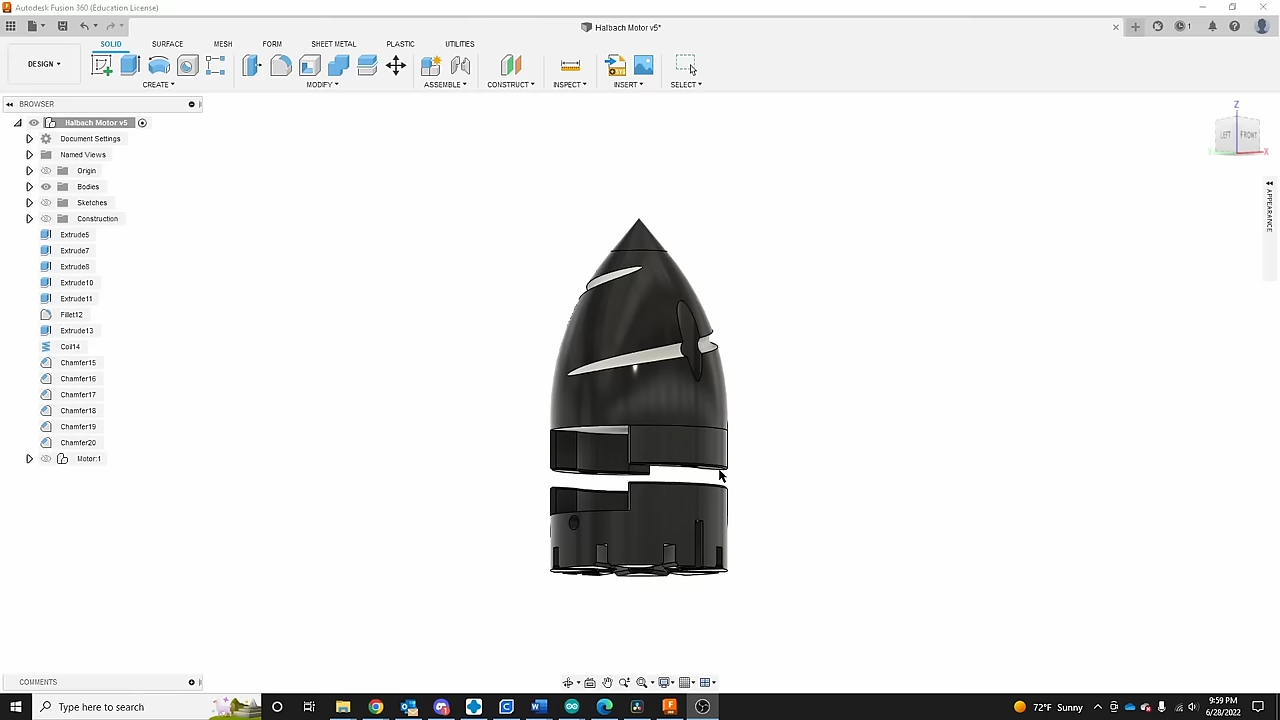 Autodesk Fusion 360 (Education License)
Halbach Motor v5*
1
DESIGN
SOLID SURFACE MESH FORM SHEET METAL PLASTIC UTILITIES
CREATE MODIFY ASSEMBLE CONSTRUCT INSPECT INSERT SELECT
BROWSER
Halbach Motor v5
Document Settings
Named Views
Origin
Bodies
Sketches
Construction
Extrude5
Extrude7
Extrude8
Extrude10
Extrude11
Fillet12
Extrude13
Coil14
Chamfer15
Chamfer16
Chamfer17
Chamfer18
Chamfer19
Chamfer20
Motor:1
Z
LEFT FRONT
X
Y
APPEARANCE
COMMENTS
Type here to search
72°F Sunny
9:59 PM
6/28/2022